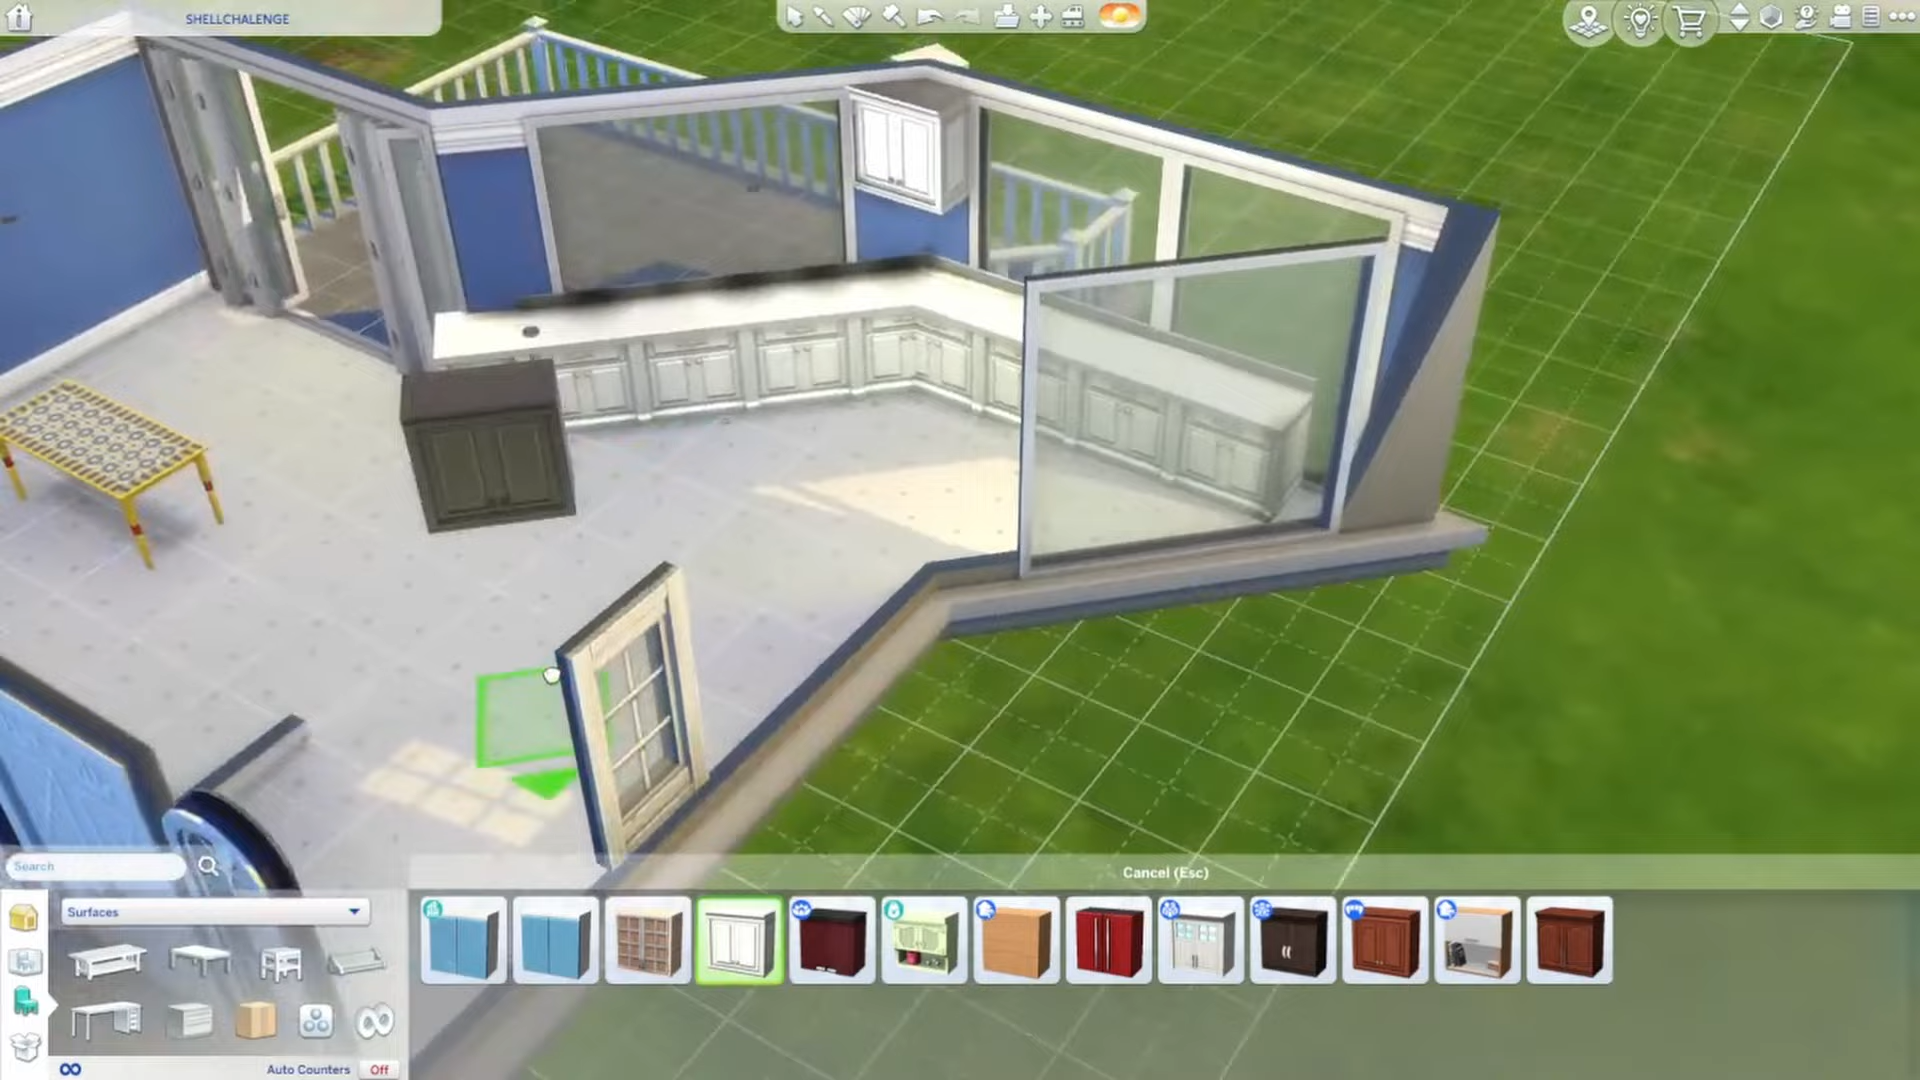 SHELLCHALENGE
Cancel (Esc)
Search
Surfaces
Auto Counters Off